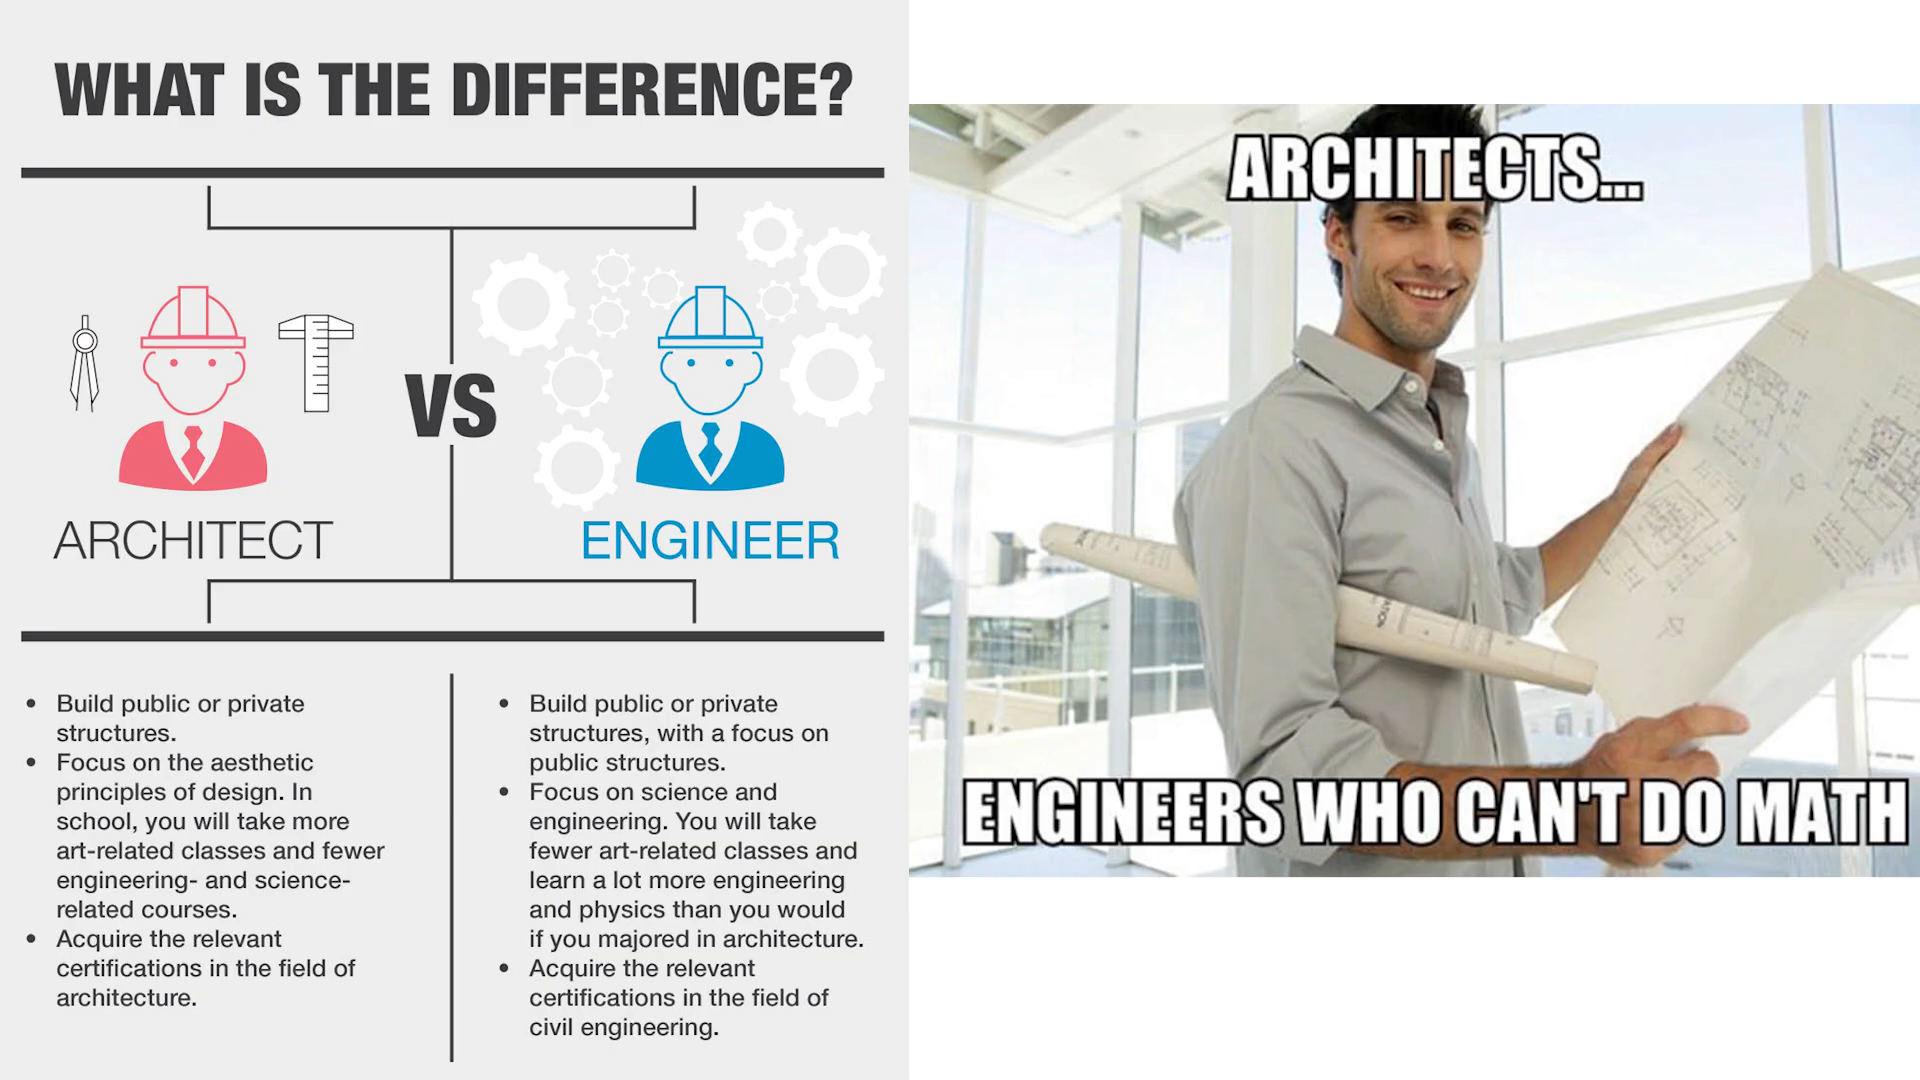 WHAT IS THE DIFFERENCE?
VS
ARCHITECT
ENGINEER
• Build public or private
structures.
• Focus on the aesthetic
principles of design. In
school, you will take more
art-related classes and fewer
engineering- and science-
related courses.
• Acquire the relevant
certifications in the field of
architecture.
• Build public or private
structures, with a focus on
public structures.
• Focus on science and
engineering. You will take
fewer art-related classes and
learn a lot more engineering
and physics than you would
if you majored in architecture.
• Acquire the relevant
certifications in the field of
civil engineering.
ARCHITECTS...
ENGINEERS WHO CAN'T DO MATH